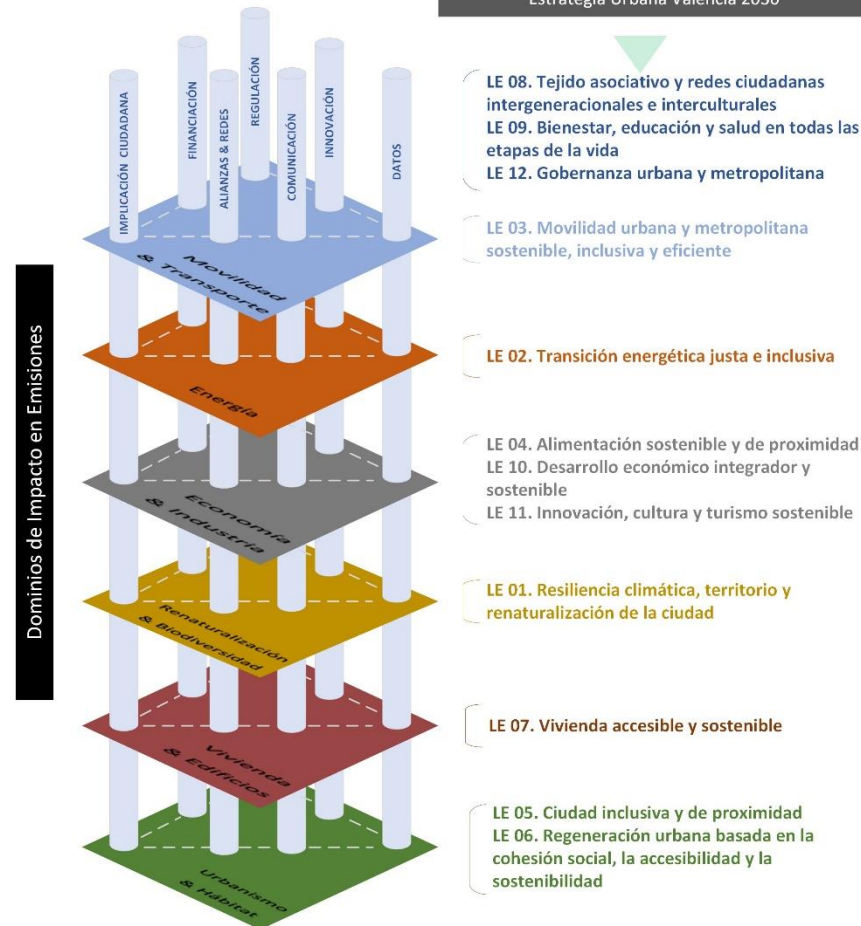 Estrategia Urbana Valencia 2030
IMPLICACIÓN CIUDADANA
FINANCIACIÓN
ALIANZAS & REDES
REGULACIÓN
COMUNICACIÓN
INNOVACIÓN
DATOS
LE 08. Tejido asociativo y redes ciudadanas
intergeneracionales e interculturales
LE 09. Bienestar, educación y salud en todas las
etapas de la vida
LE 12. Gobernanza urbana y metropolitana
Movilidad
& Transporte
LE 03. Movilidad urbana y metropolitana
sostenible, inclusiva y eficiente
Dominios de Impacto en Emisiones
Energía
LE 02. Transición energética justa e inclusiva
Economía
& Industria
LE 04. Alimentación sostenible y de proximidad
LE 10. Desarrollo económico integrador y
sostenible
LE 11. Innovación, cultura y turismo sostenible
Renaturalización
& Biodiversidad
LE 01. Resiliencia climática, territorio y
renaturalización de la ciudad
Vivienda
& Edificios
LE 07. Vivienda accesible y sostenible
Urbanismo
& Hábitat
LE 05. Ciudad inclusiva y de proximidad
LE 06. Regeneración urbana basada en la
cohesión social, la accesibilidad y la
sostenibilidad